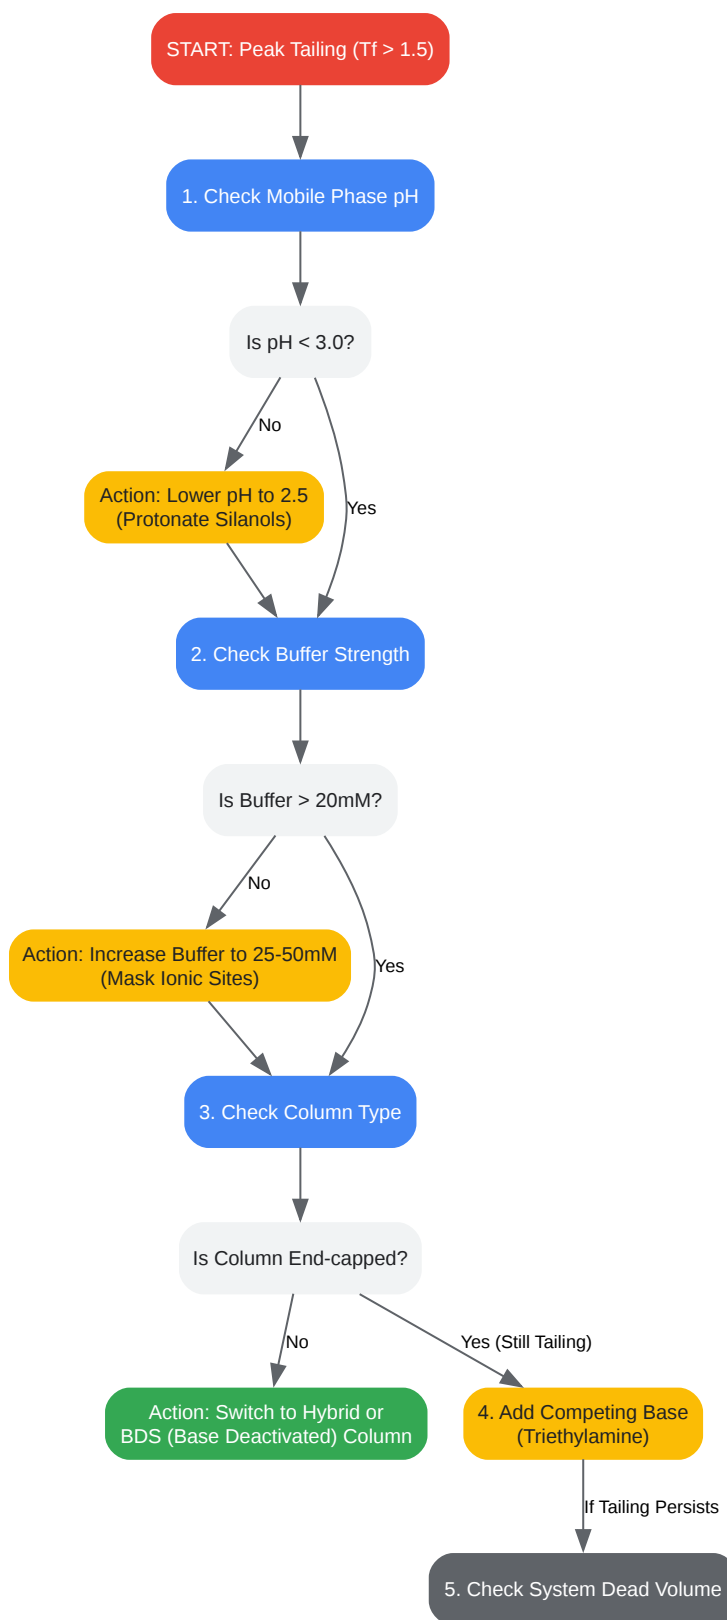 START: Peak Tailing (Tf > 1.5)
1. Check Mobile Phase pH
Is pH < 3.0?
No
Action: Lower pH to 2.5
(Protonate Silanols)
Yes
2. Check Buffer Strength
Is Buffer > 20mM?
No
Action: Increase Buffer to 25-50mM
(Mask Ionic Sites)
Yes
3. Check Column Type
Is Column End-capped?
No
Yes (Still Tailing)
Action: Switch to Hybrid or
BDS (Base Deactivated) Column
4. Add Competing Base
(Triethylamine)
If Tailing Persists
5. Check System Dead Volume